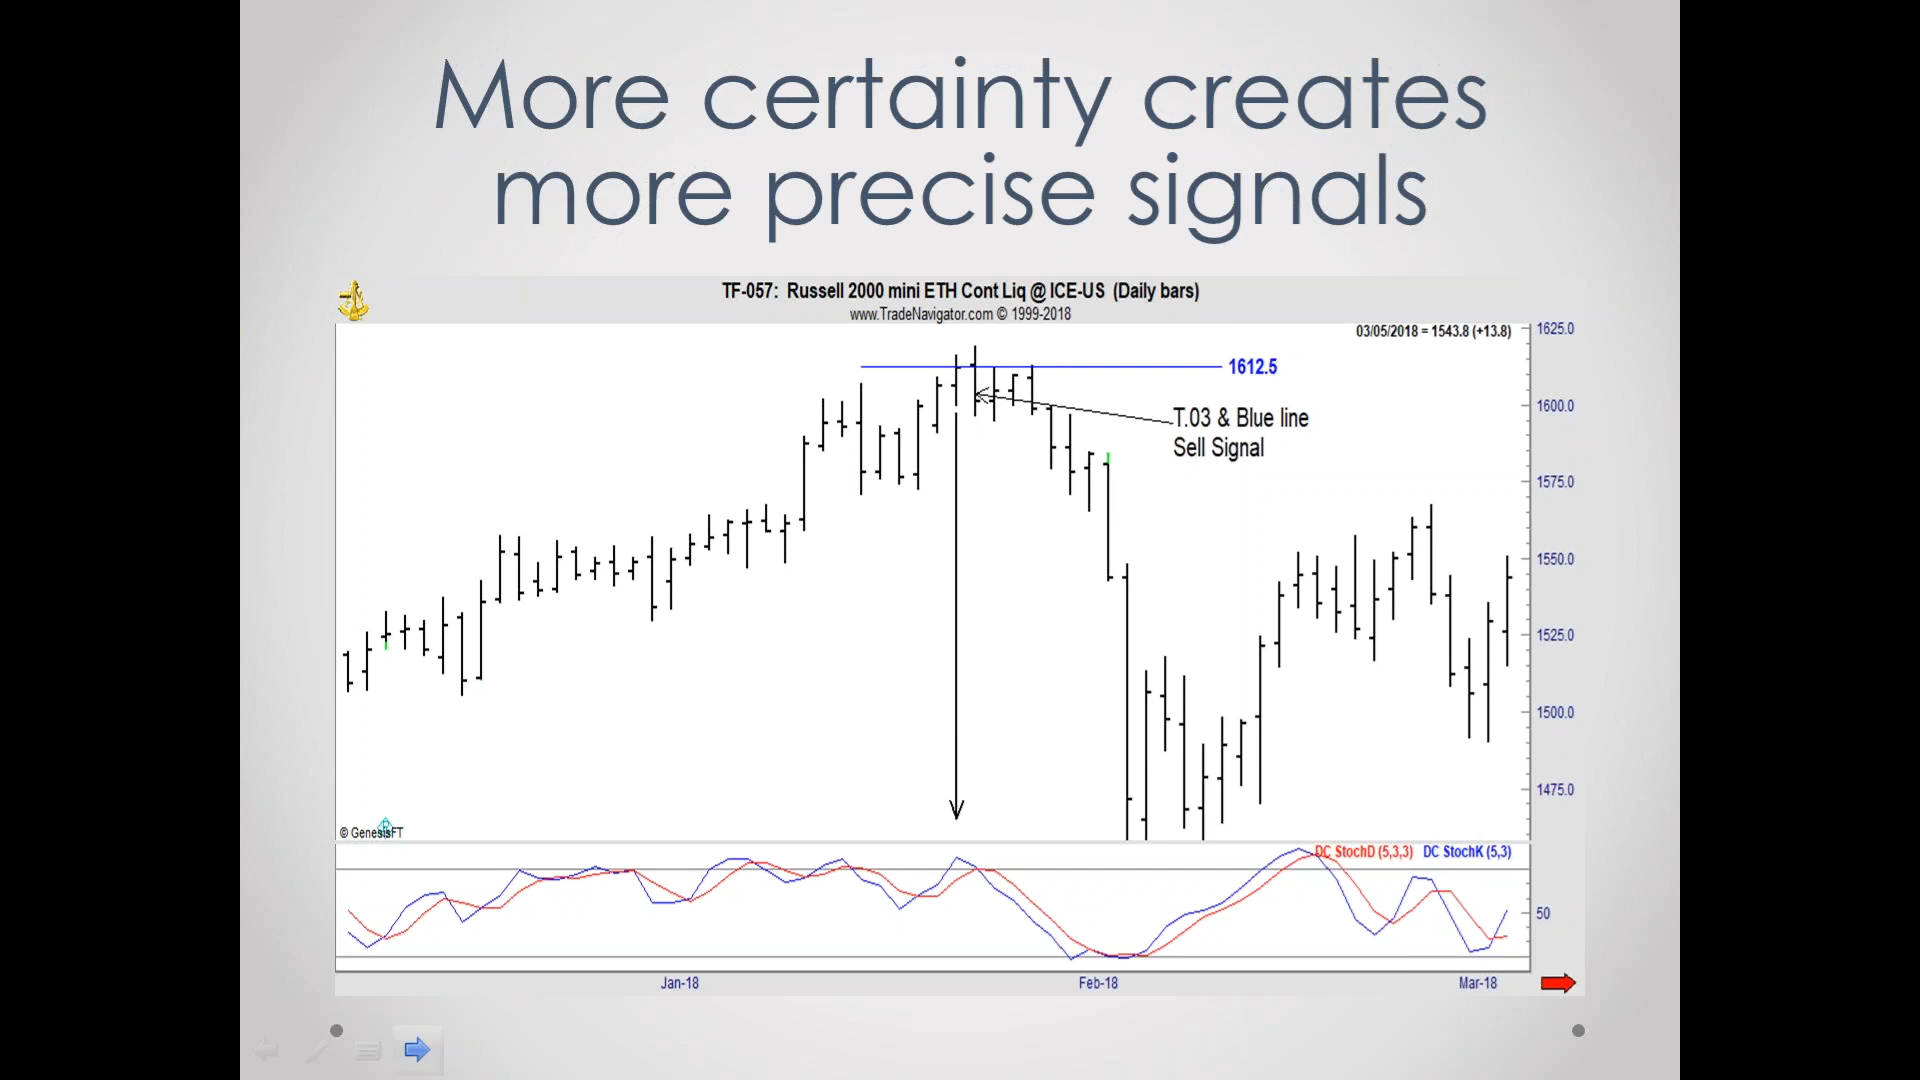 More certainty creates
more precise signals
TF-057: Russell 2000 mini ETH Cont Liq @ ICE-US (Daily bars)
www.TradeNavigator.com © 1999-2018
03/05/2018 = 1543.8 (+13.8)
1625.0
1612.5
1600.0
T.03 & Blue line
Sell Signal
1575.0
1550.0
1525.0
1500.0
1475.0
© GenesisFT
DC StochD (5,3,3) DC StochK (5,3)
50
Jan-18 Feb-18 Mar-18